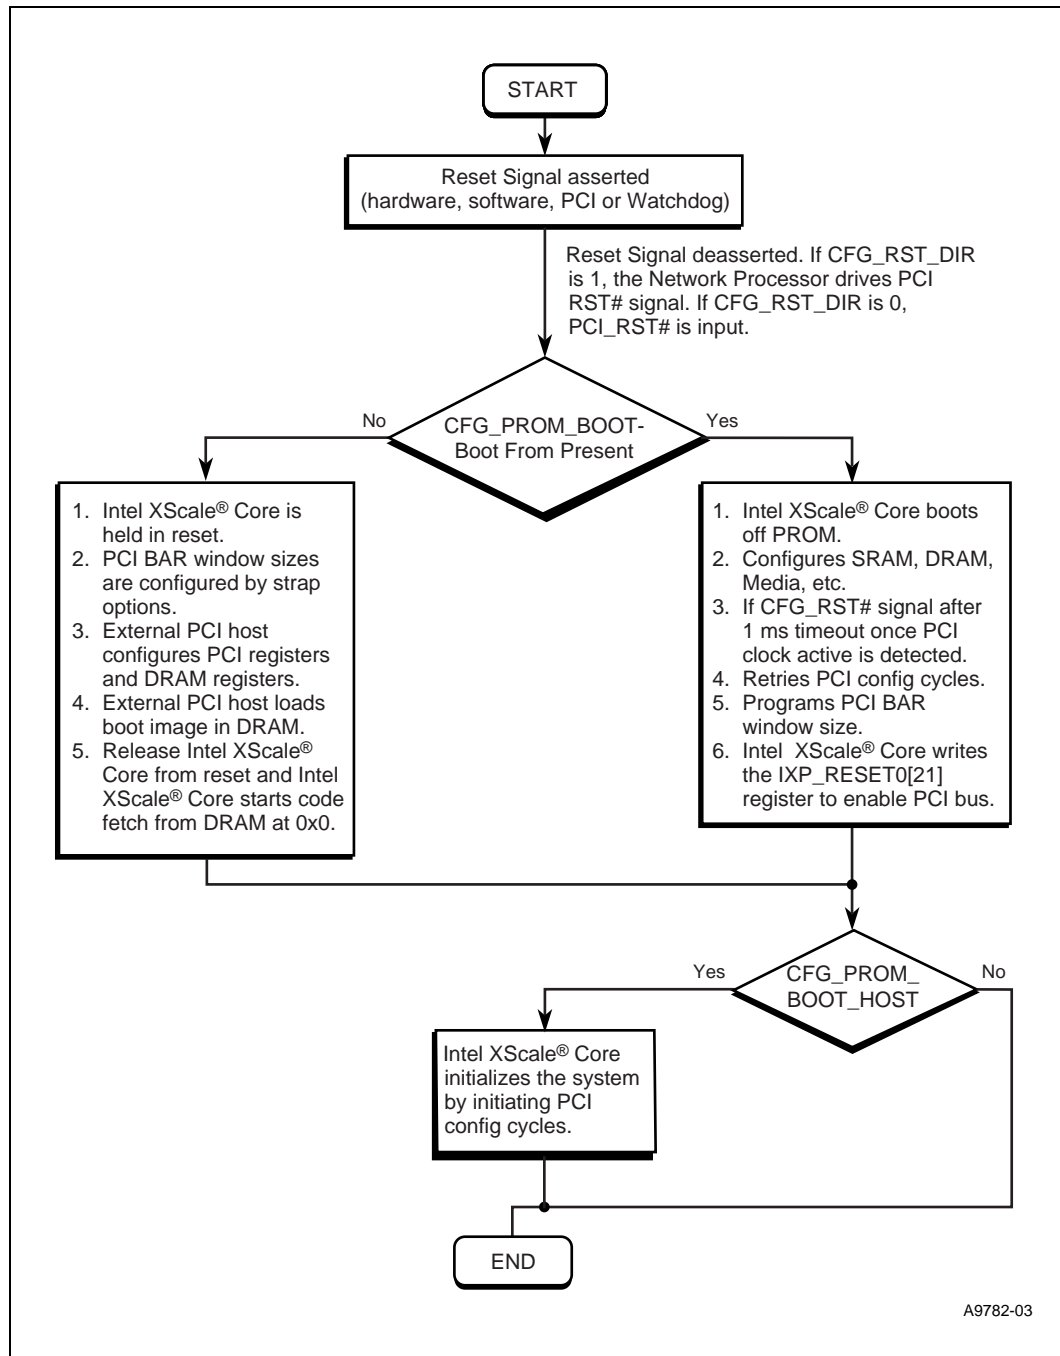 START
Reset Signal asserted
(hardware, software, PCI or Watchdog)
Reset Signal deasserted. If CFG_RST_DIR
is 1, the Network Processor drives PCI
RST# signal. If CFG_RST_DIR is 0,
PCI_RST# is input.
No
CFG_PROM_BOOT-
Boot From Present
Yes
1. Intel XScale® Core is
held in reset.
2. PCI BAR window sizes
are configured by strap
options.
3. External PCI host
configures PCI registers
and DRAM registers.
4. External PCI host loads
boot image in DRAM.
5. Release Intel XScale®
Core from reset and Intel
XScale® Core starts code
fetch from DRAM at 0x0.
1. Intel XScale® Core boots
off PROM.
2. Configures SRAM, DRAM,
Media, etc.
3. If CFG_RST# signal after
1 ms timeout once PCI
clock active is detected.
4. Retries PCI config cycles.
5. Programs PCI BAR
window size.
6. Intel XScale® Core writes
the IXP_RESET0[21]
register to enable PCI bus.
Yes
CFG_PROM_
BOOT_HOST
No
Intel XScale® Core
initializes the system
by initiating PCI
config cycles.
END
A9782-03